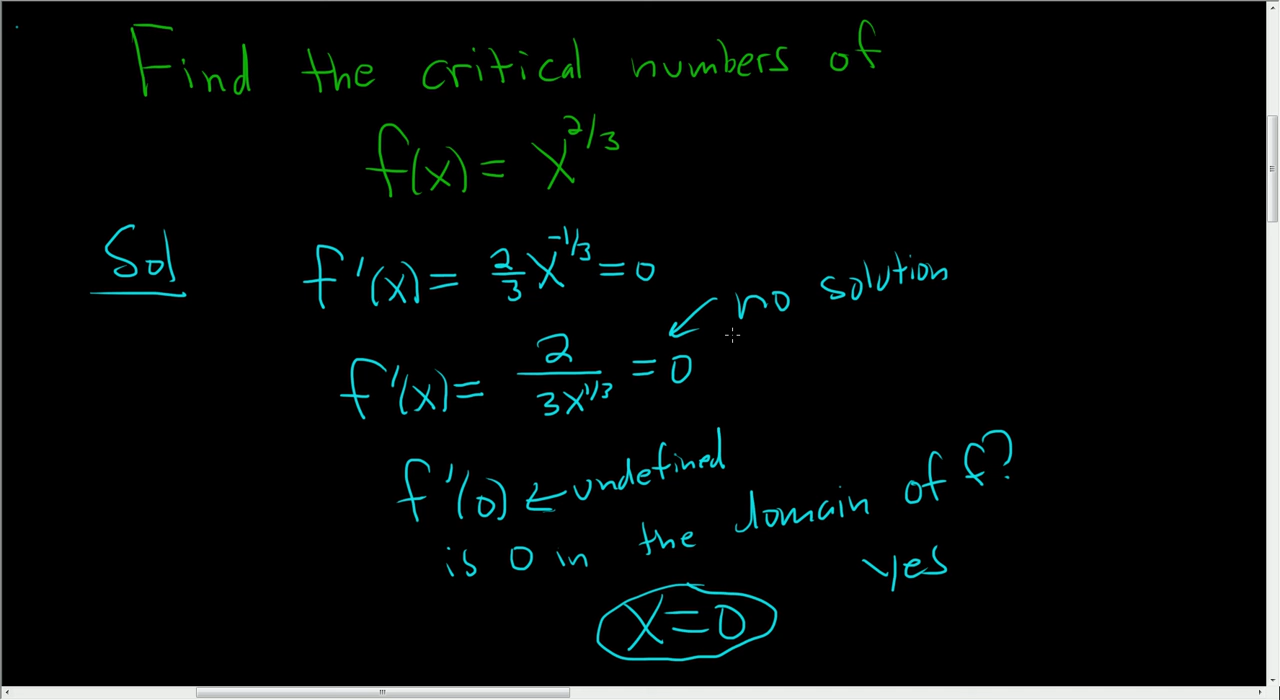 Find the critical numbers of
f(x) = x^2/3
Sol
f'(x) = 2/3 x^-1/3 = 0
no solution
f'(x) = 2/3x^1/3 = 0
f'(0) ← undefined
is 0 in the domain of f?
yes
x=0